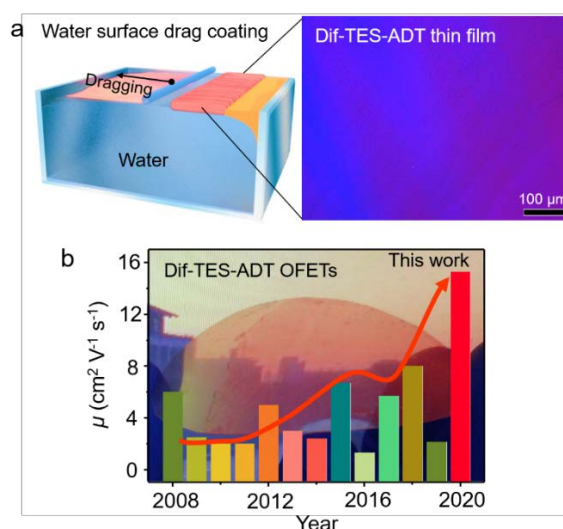 a
Water surface drag coating
Dif-TES-ADT thin film
Dragging
Water
100 μm
b
Dif-TES-ADT OFETs
This work
μ (cm² V⁻¹ s⁻¹)
16
12
8
4
0
2008 2012 2016 2020
Year